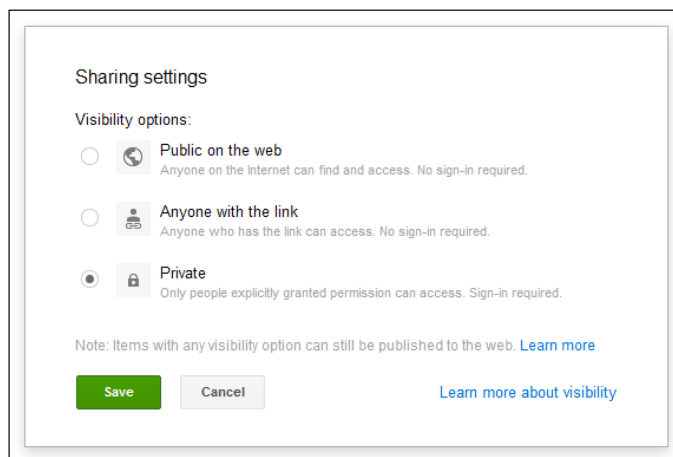 Sharing settings
Visibility options:
Public on the web
Anyone on the Internet can find and access. No sign-in required.
Anyone with the link
Anyone who has the link can access. No sign-in required.
Private
Only people explicitly granted permission can access. Sign-in required.
Note: Items with any visibility option can still be published to the web. Learn more
Save Cancel Learn more about visibility